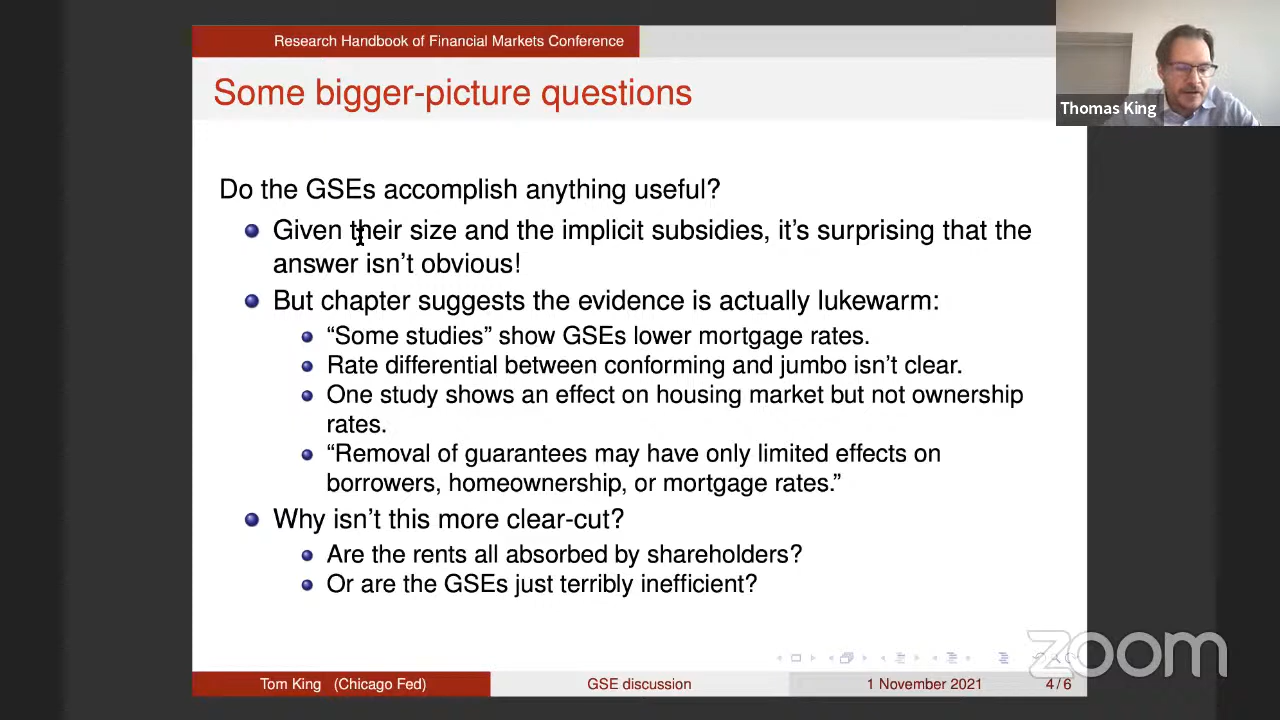 Research Handbook of Financial Markets Conference
Some bigger-picture questions
Thomas King
Do the GSEs accomplish anything useful?
Given their size and the implicit subsidies, it's surprising that the
answer isn't obvious!
But chapter suggests the evidence is actually lukewarm:
“Some studies” show GSEs lower mortgage rates.
Rate differential between conforming and jumbo isn't clear.
One study shows an effect on housing market but not ownership
rates.
“Removal of guarantees may have only limited effects on
borrowers, homeownership, or mortgage rates.”
Why isn't this more clear-cut?
Are the rents all absorbed by shareholders?
Or are the GSEs just terribly inefficient?
zoom
Tom King (Chicago Fed)
GSE discussion
1 November 2021
4/6